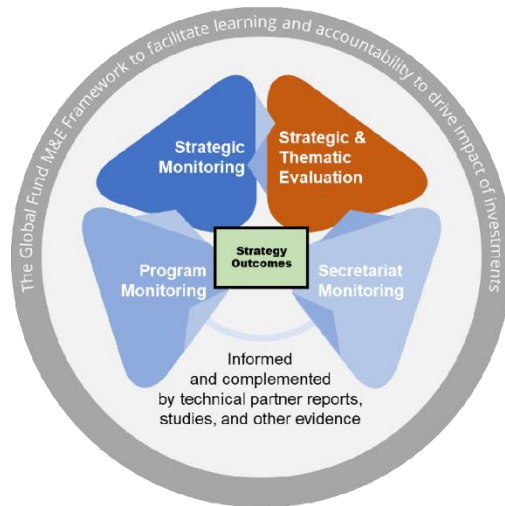 The Global Fund M&E Framework to facilitate learning and accountability to drive impact of investments
Strategic
Monitoring
Strategic &
Thematic
Evaluation
Strategy
Outcomes
Program
Monitoring
Secretariat
Monitoring
Informed
and complemented
by technical partner reports,
studies, and other evidence